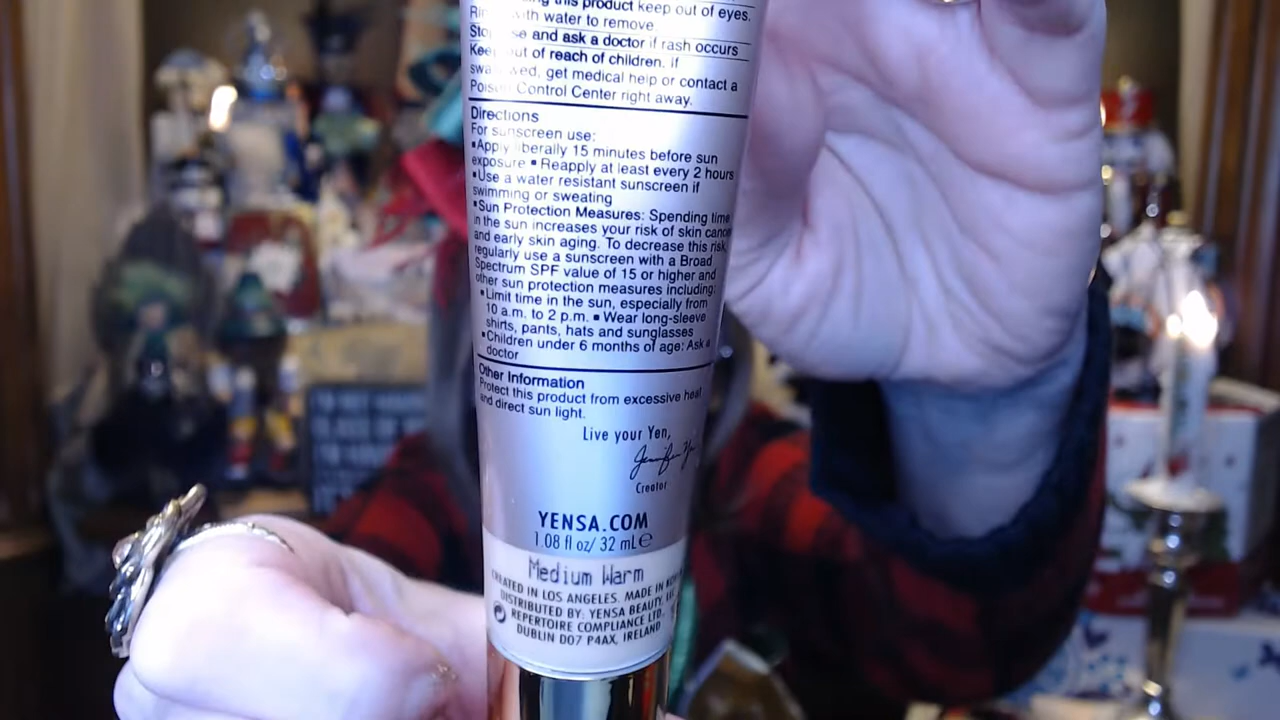 this product keep out of eyes.
with water to remove
and ask a doctor if rash occurs
out of reach of children. if
get medical help or contact a
Poison Control Center right away.
Directions
For sunscreen use:
▪Apply liberally 15 minutes before sun
exposure ▪ Reapply at least every 2 hours
▪Use a water resistant sunscreen if
swimming or sweating
▪Sun Protection Measures: Spending time
in the sun increases your risk of skin cancer
and early skin aging. To decrease this risk,
regularly use a sunscreen with a Broad
Spectrum SPF value of 15 or higher and
other sun protection measures including:
▪Limit time in the sun, especially from
10 a.m. to 2 p.m. ▪ Wear long-sleeve
shirts, pants, hats and sunglasses
▪Children under 6 months of age: Ask a
doctor
Other Information
Protect this product from excessive heat
and direct sun light.
Live your Yen,
Creator
YENSA.COM
1.08 fl oz/ 32 mL℮
Medium Warm
CREATED IN LOS ANGELES. MADE IN
DISTRIBUTED BY: YENSA BEAUTY,
REPERTOIRE COMPLIANCE LTD.
DUBLIN D07 P4AX, IRELAND